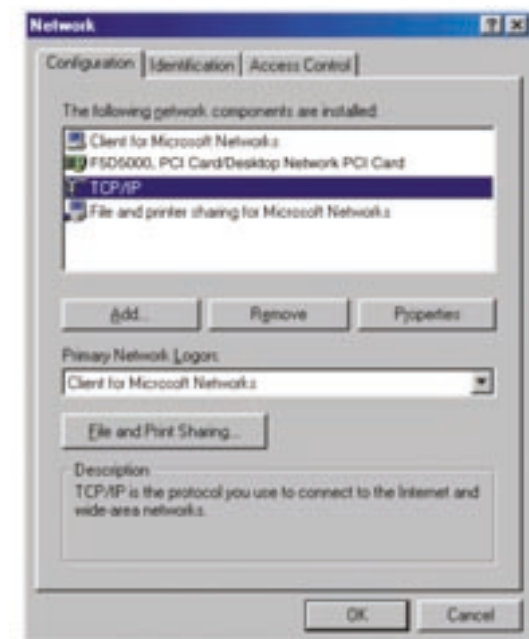 Network
Configuration Identification Access Control
The following network components are installed:
Client for Microsoft Networks
F5D5000, PCI Card/Desktop Network PCI Card
TCP/IP
File and printer sharing for Microsoft Networks
Add... Remove Properties
Primary Network Logon:
Client for Microsoft Networks
File and Print Sharing...
Description
TCP/IP is the protocol you use to connect to the Internet and
wide-area networks.
OK Cancel